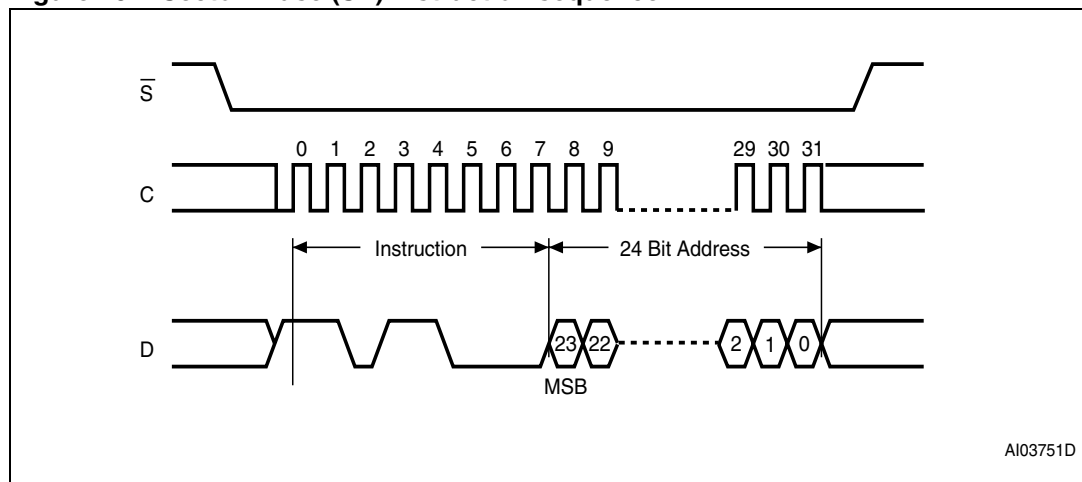 S̅
0 1 2 3 4 5 6 7 8 9 29 30 31
C
Instruction 24 Bit Address
D 23 22 2 1 0
MSB
AI03751D